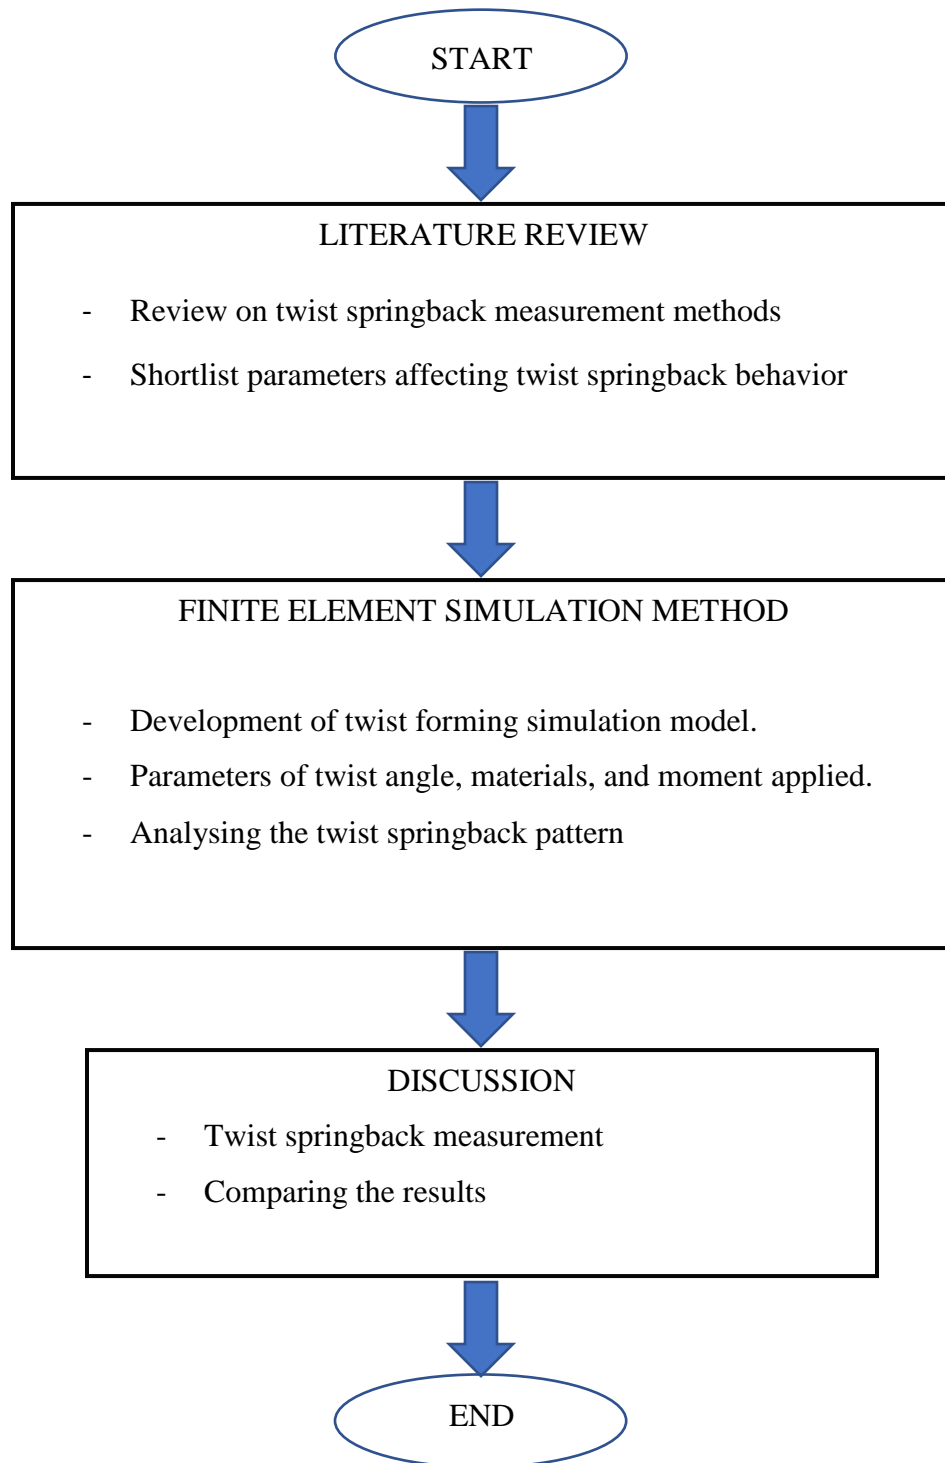 START
LITERATURE REVIEW
- Review on twist springback measurement methods
- Shortlist parameters affecting twist springback behavior
FINITE ELEMENT SIMULATION METHOD
- Development of twist forming simulation model.
- Parameters of twist angle, materials, and moment applied.
- Analysing the twist springback pattern
DISCUSSION
- Twist springback measurement
- Comparing the results
END